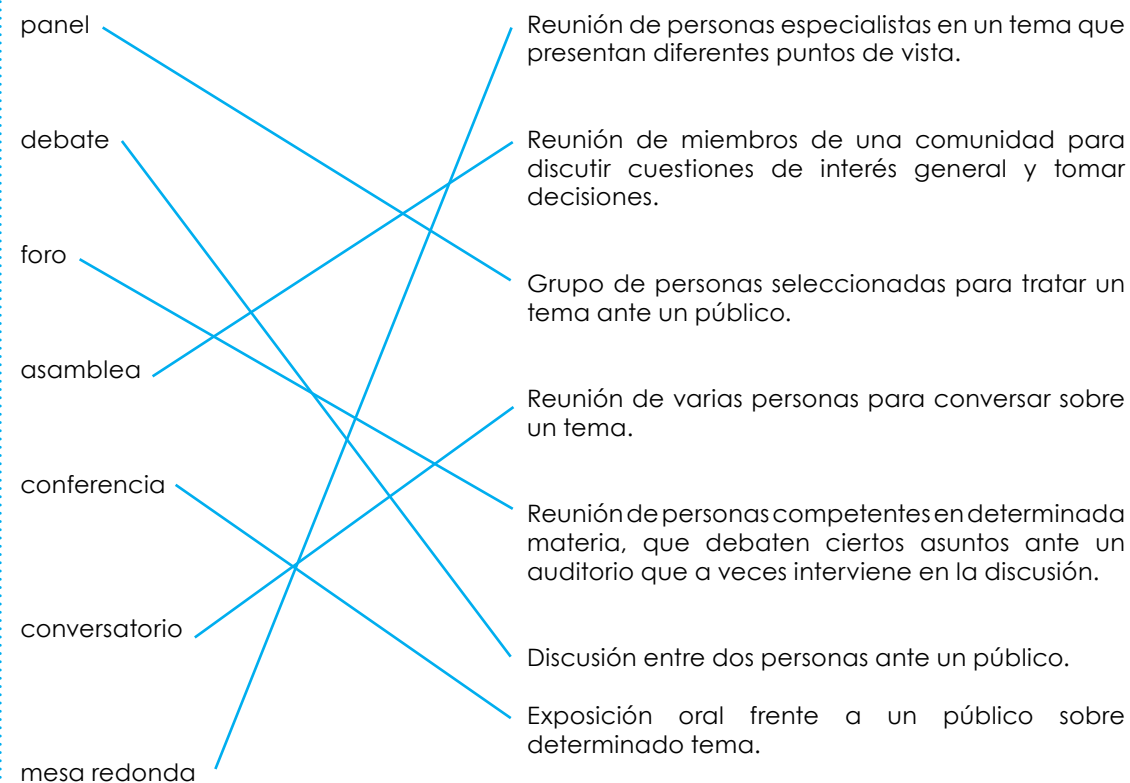 panel
Reunión de personas especialistas en un tema que
presentan diferentes puntos de vista.
debate
Reunión de miembros de una comunidad para
discutir cuestiones de interés general y tomar
decisiones.
foro
Grupo de personas seleccionadas para tratar un
tema ante un público.
asamblea
Reunión de varias personas para conversar sobre
un tema.
conferencia
Reunión de personas competentes en determinada
materia, que debaten ciertos asuntos ante un
auditorio que a veces interviene en la discusión.
conversatorio
Discusión entre dos personas ante un público.
Exposición oral frente a un público sobre
determinado tema.
mesa redonda